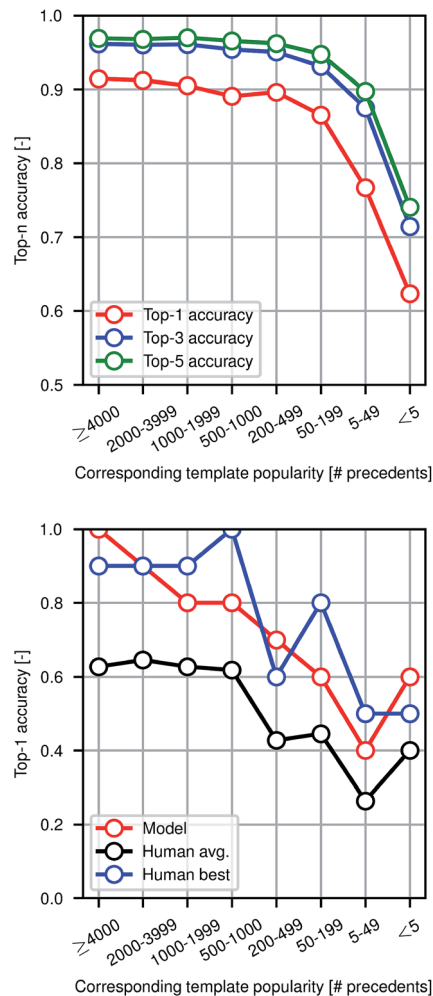 1.0
0.9
0.8
0.7
0.6
0.5
Top-n accuracy [-]
Top-1 accuracy
Top-3 accuracy
Top-5 accuracy
≥4000
2000-3999
1000-1999
500-1000
200-499
50-199
5-49
<5
Corresponding template popularity [# precedents]
1.0
0.8
0.6
0.4
0.2
0.0
Top-1 accuracy [-]
Model
Human avg.
Human best
≥4000
2000-3999
1000-1999
500-1000
200-499
50-199
5-49
<5
Corresponding template popularity [# precedents]